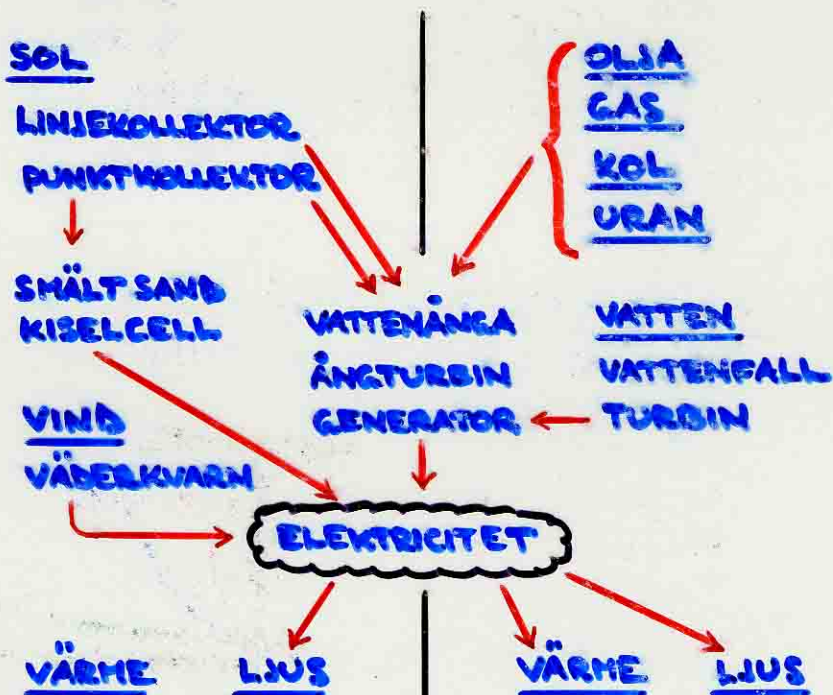 SOL
LINJEKOLLEKTOR
PUNKTKOLLEKTOR
SMÄLT SAND
KISELCELL
VIND
VÄDERKVARN
OLJA
GAS
KOL
URAN
VATTENÅNGA
ÅNGTURBIN
GENERATOR
VATTEN
VATTENFALL
TURBIN
ELEKTRICITET
VÄRME LJUS VÄRME LJUS